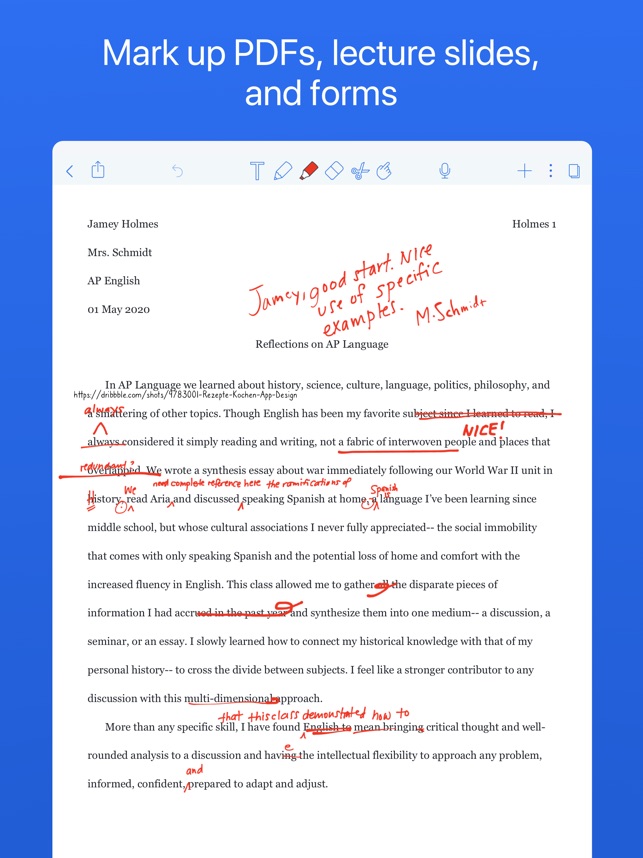 Mark up PDFs, lecture slides,
and forms
Jamey Holmes
Holmes 1
Mrs. Schmidt
AP English
01 May 2020
Jamey, good start. Nice
use of specific
examples. M. Schmidt
Reflections on AP Language
In AP Language we learned about history, science, culture, language, politics, philosophy, and
https://dribbble.com/shots/9783001-Rezepte-Kochen-App-Design
always
a smattering of other topics. Though English has been my favorite subject since I learned to read, I
NICE!
always considered it simply reading and writing, not a fabric of interwoven people and places that
redundant?
overlapped. We wrote a synthesis essay about war immediately following our World War II unit in
We
need complete reference here
the ramifications of
Spanish
history, read Aria and discussed speaking Spanish at home, a language I've been learning since
middle school, but whose cultural associations I never fully appreciated-- the social immobility
that comes with only speaking Spanish and the potential loss of home and comfort with the
increased fluency in English. This class allowed me to gather all the disparate pieces of
information I had accrued in the past year and synthesize them into one medium-- a discussion, a
seminar, or an essay. I slowly learned how to connect my historical knowledge with that of my
personal history-- to cross the divide between subjects. I feel like a stronger contributor to any
discussion with this multi-dimensional approach.
that this class demonstrated how to
More than any specific skill, I have found English to mean bringing critical thought and well-
e
rounded analysis to a discussion and having the intellectual flexibility to approach any problem,
and
informed, confident, prepared to adapt and adjust.